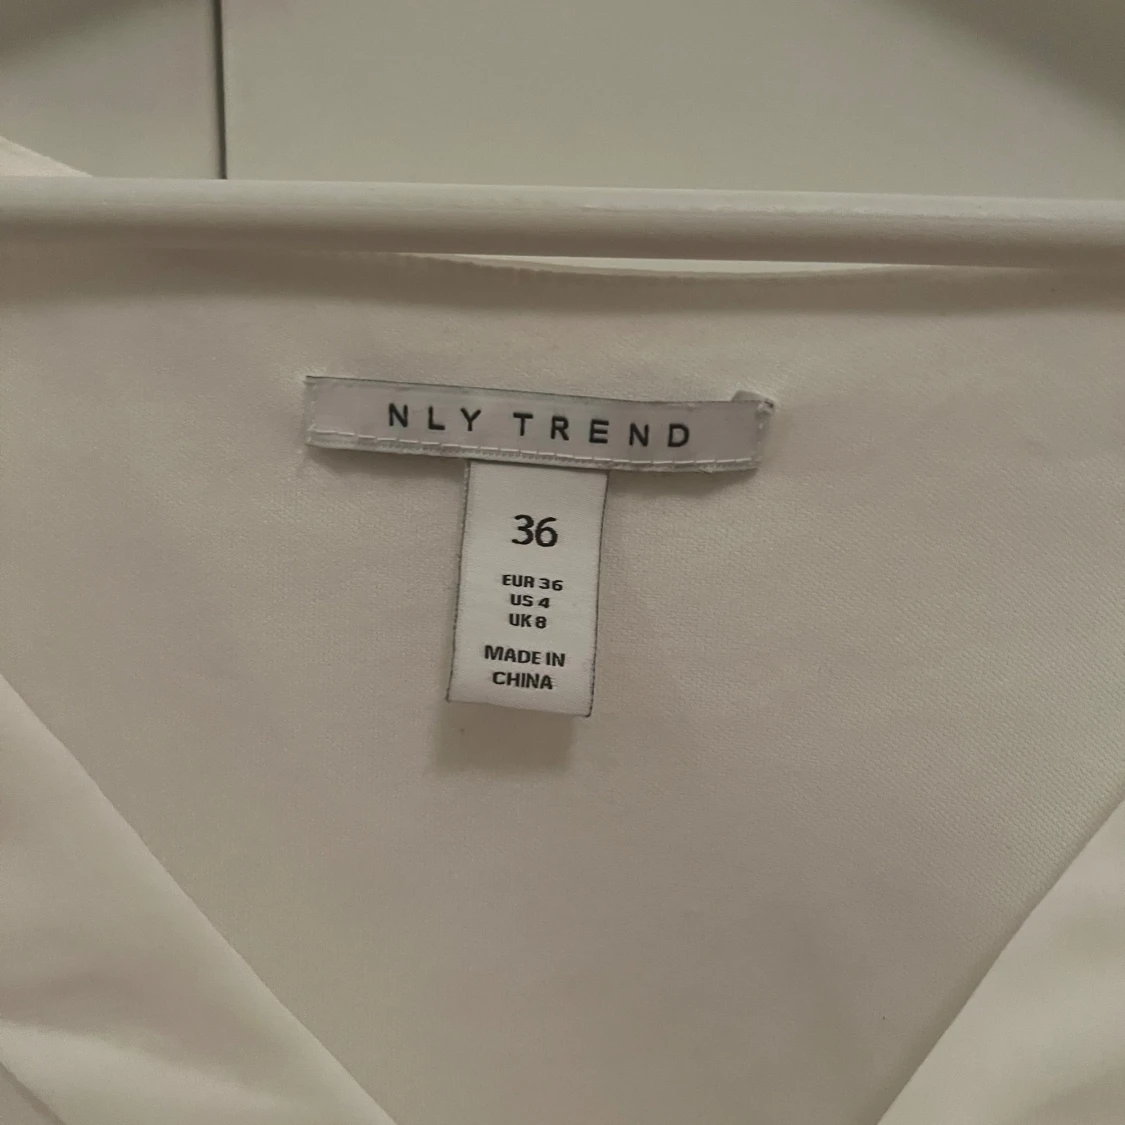 NLY TREND
36
EUR 36
US 4
UK 8
MADE IN
CHINA